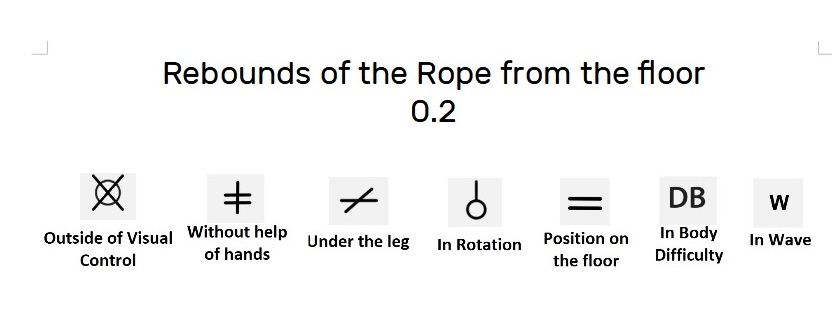 Rebounds of the Rope from the floor
0.2
DB
W
Outside of Visual
Control
Without help
of hands
Under the leg
In Rotation
Position on
the floor
In Body
Difficulty
In Wave